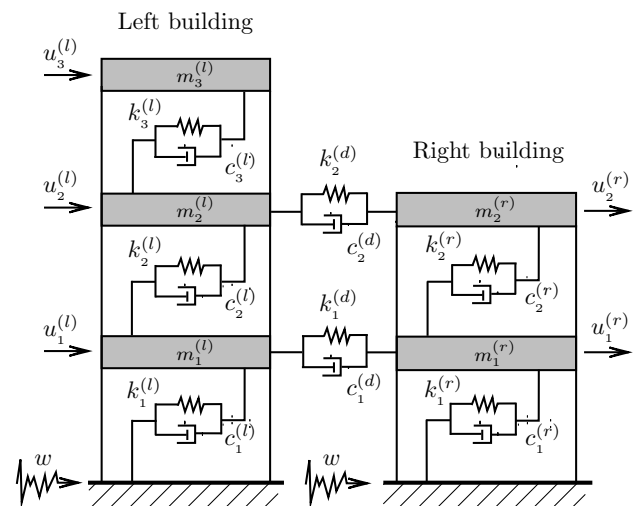 Left building
u_3^{(l)}
m_3^{(l)}
k_3^{(l)}
c_3^{(l)}
k_2^{(d)}
Right building
u_2^{(l)}
m_2^{(l)}
c_2^{(d)}
m_2^{(r)}
u_2^{(r)}
k_2^{(l)}
c_2^{(l)}
k_2^{(r)}
c_2^{(r)}
k_1^{(d)}
u_1^{(l)}
m_1^{(l)}
c_1^{(d)}
m_1^{(r)}
u_1^{(r)}
k_1^{(l)}
c_1^{(l)}
k_1^{(r)}
c_1^{(r)}
w
w